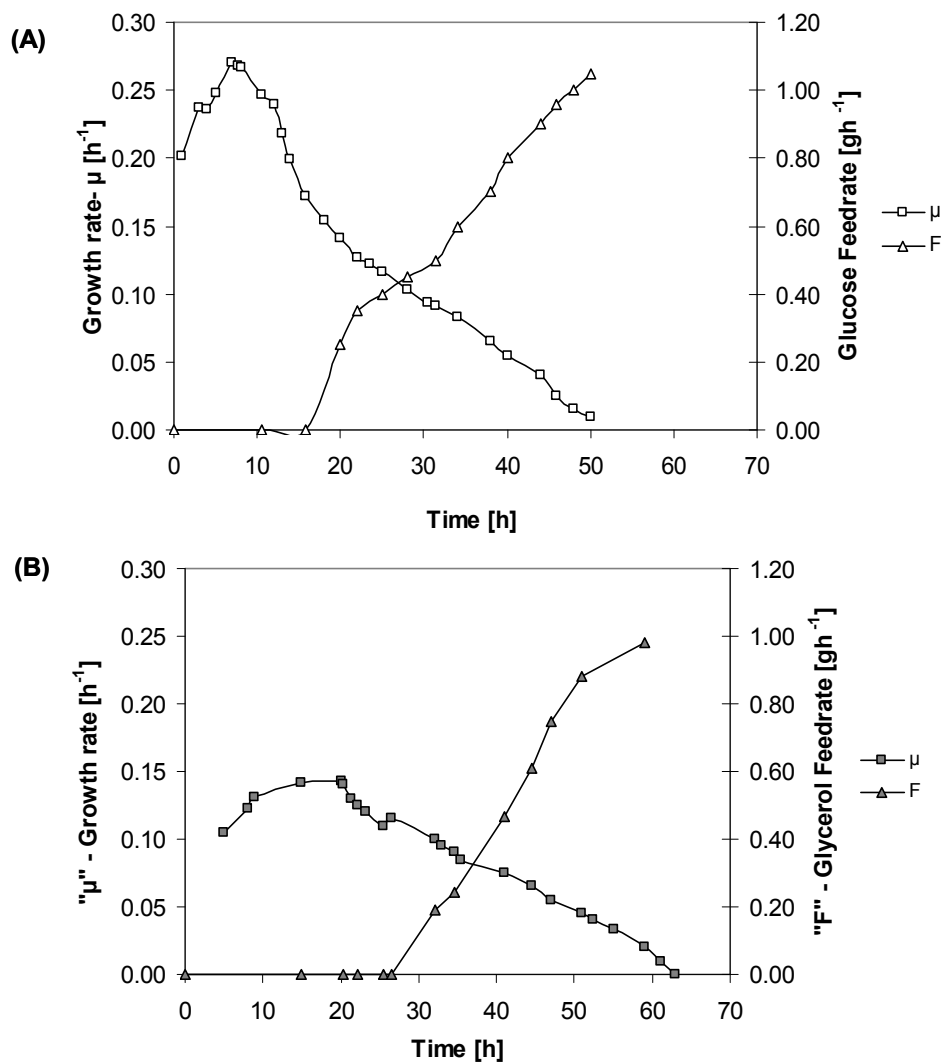 (A)
0.30
0.25
0.20
0.15
0.10
0.05
0.00
Growth rate- µ [h-1]
1.20
1.00
0.80
0.60
0.40
0.20
0.00
Glucose Feedrate [gh-1]
µ
F
0 10 20 30 40 50 60 70
Time [h]
(B)
0.30
0.25
0.20
0.15
0.10
0.05
0.00
"µ" - Growth rate [h-1]
1.20
1.00
0.80
0.60
0.40
0.20
0.00
"F" - Glycerol Feedrate [gh-1]
µ
F
0 10 20 30 40 50 60 70
Time [h]